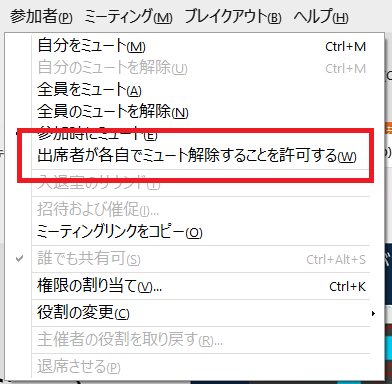 参加者(P) ミーティング(M) ブレイクアウト(B) ヘルプ(H)
自分をミュート(M) Ctrl+M
自分のミュートを解除(U) Ctrl+M
全員をミュート(A)
全員のミュートを解除(N)
参加時にミュート(E)
出席者が各自でミュート解除することを許可する(W)
入退室のサウンド(T)
招待および催促(I)...
ミーティングリンクをコピー(O)
誰でも共有可(S) Ctrl+Alt+S
権限の割り当て(V)... Ctrl+K
役割の変更(C)
主催者の役割を取り戻す(R)...
退席させる(P)